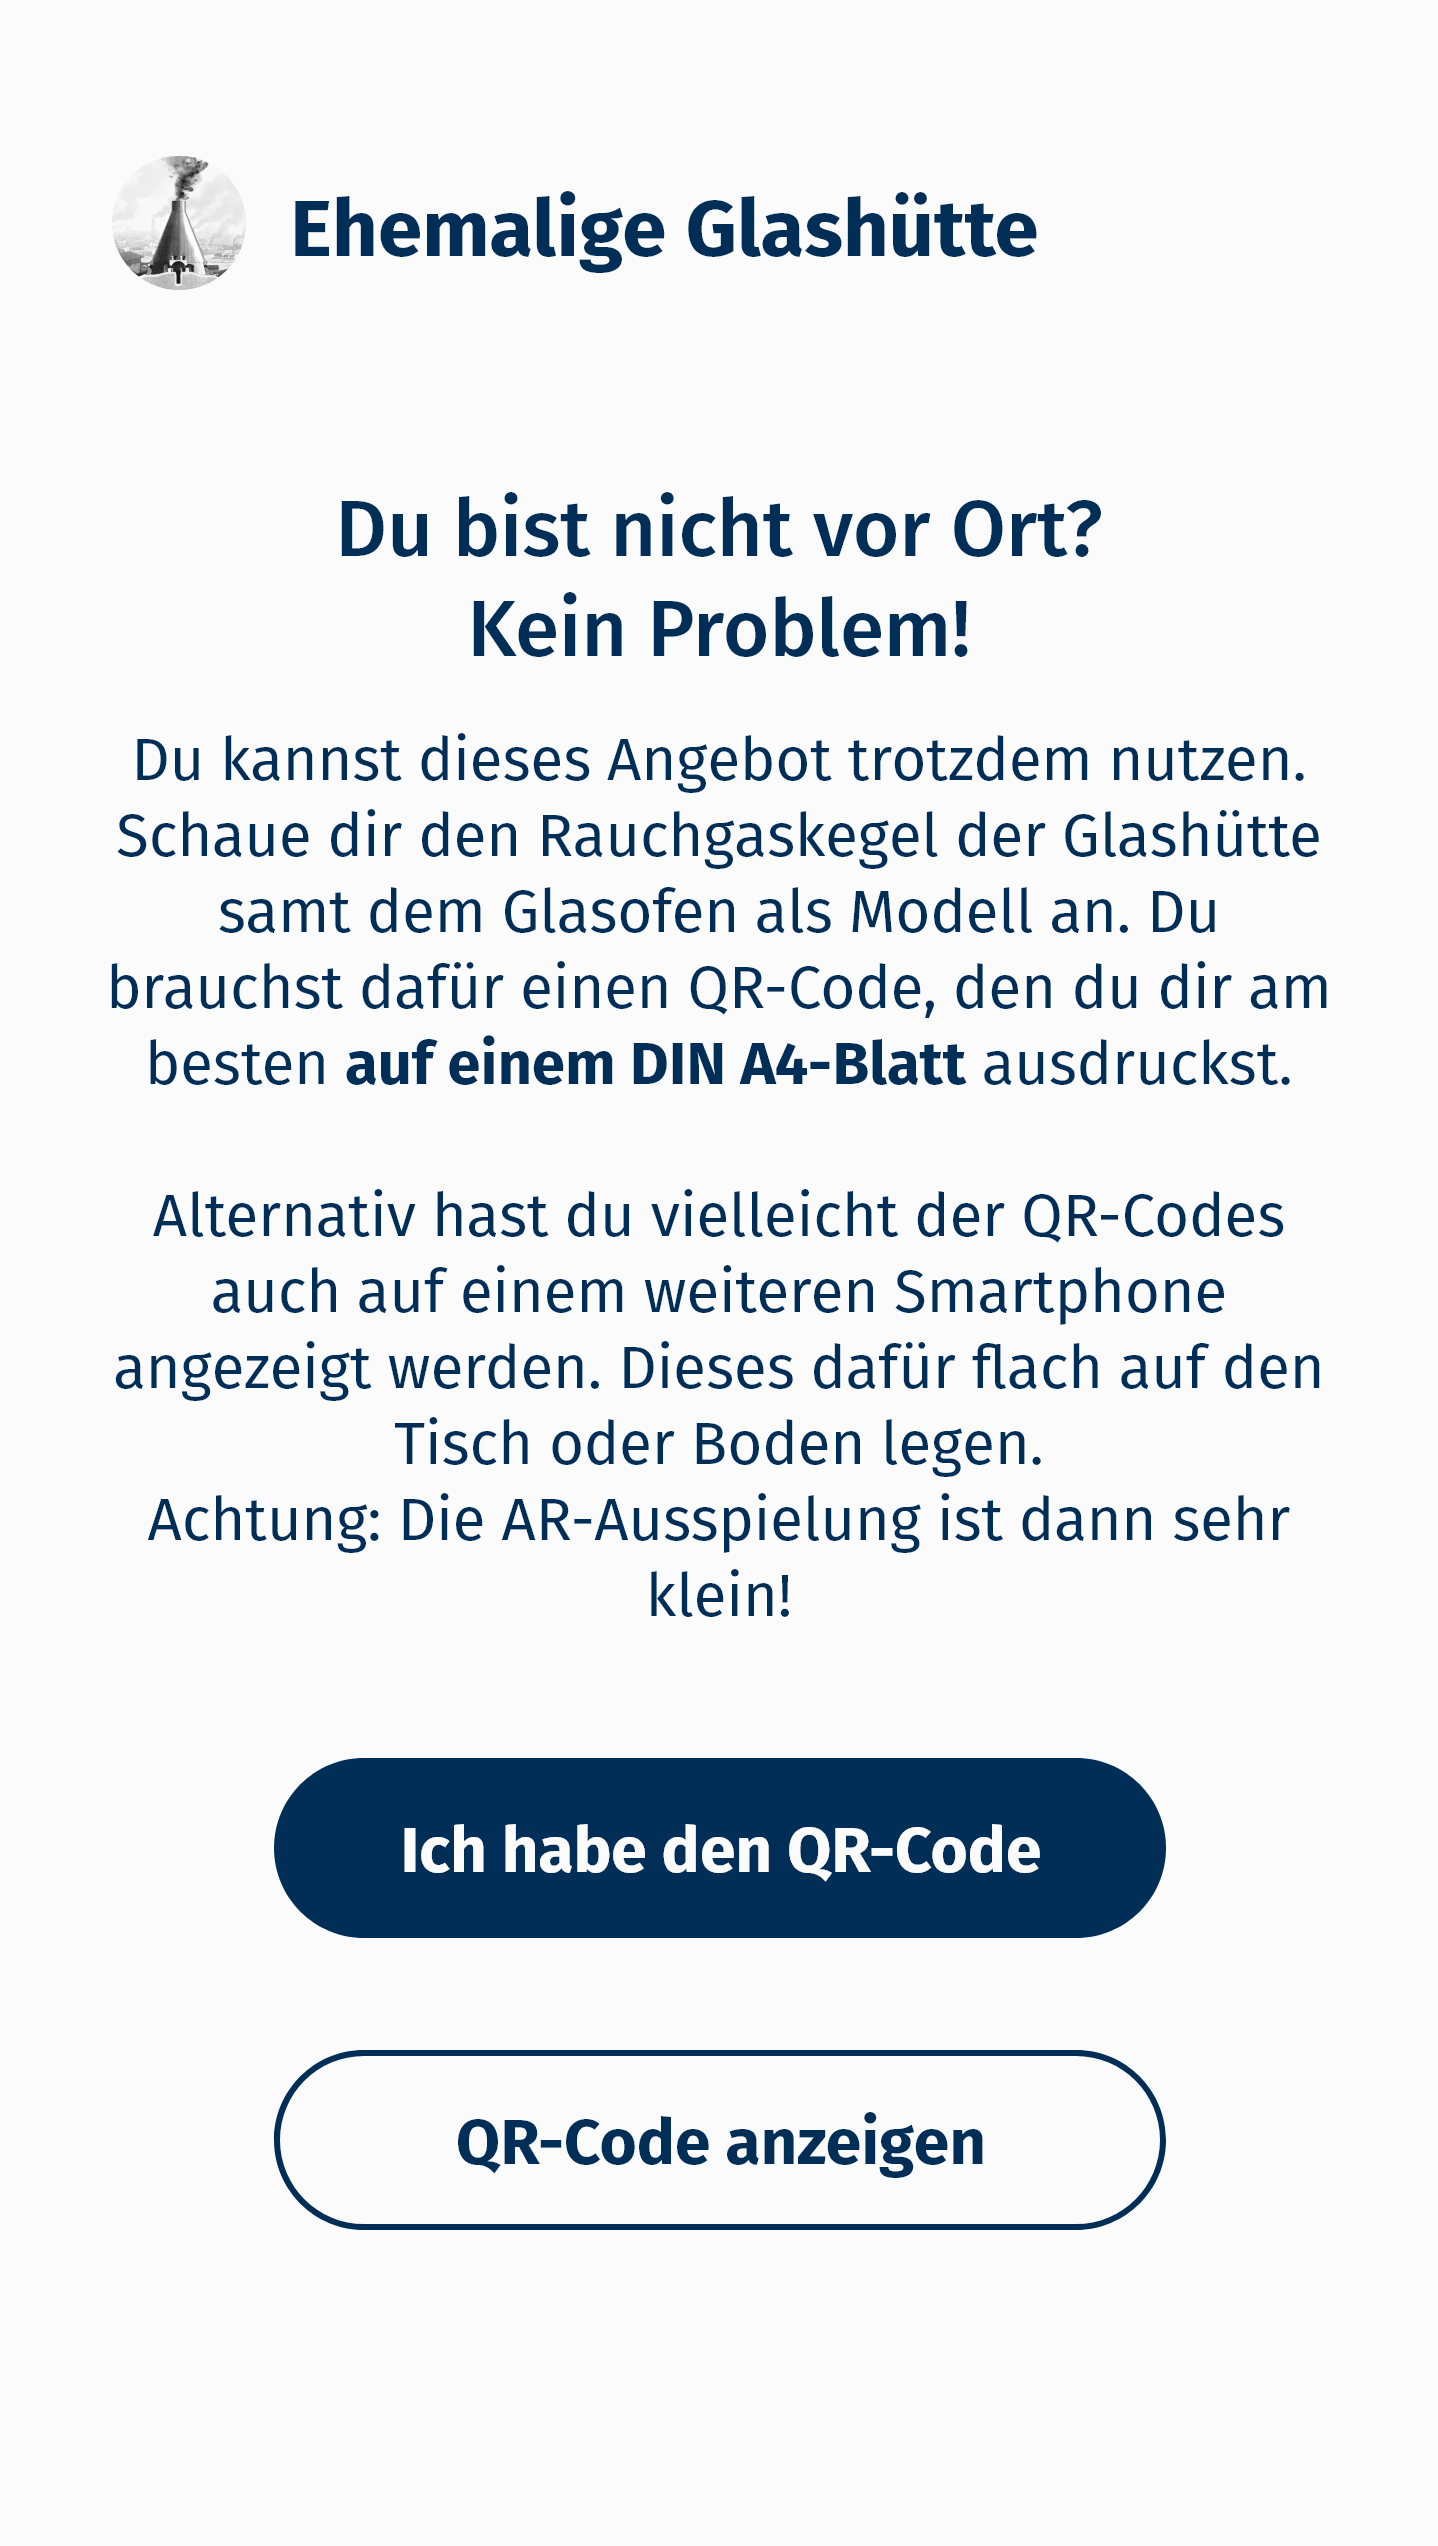 Ehemalige Glashütte
Du bist nicht vor Ort?
Kein Problem!
Du kannst dieses Angebot trotzdem nutzen.
Schaue dir den Rauchgaskegel der Glashütte
samt dem Glasofen als Modell an. Du
brauchst dafür einen QR-Code, den du dir am
besten auf einem DIN A4-Blatt ausdruckst.
Alternativ hast du vielleicht der QR-Codes
auch auf einem weiteren Smartphone
angezeigt werden. Dieses dafür flach auf den
Tisch oder Boden legen.
Achtung: Die AR-Ausspielung ist dann sehr
klein!
Ich habe den QR-Code
QR-Code anzeigen